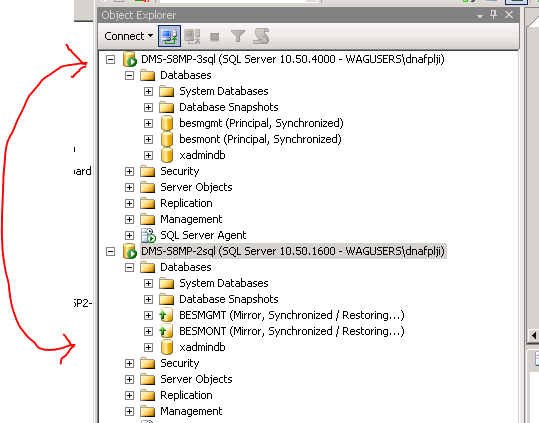 Object Explorer
Connect
DMS-S8MP-3sql (SQL Server 10.50.4000 - WAGUSERS\dnafplji)
Databases
System Databases
Database Snapshots
besmgmt (Principal, Synchronized)
besmont (Principal, Synchronized)
xadmindb
Security
ard
Server Objects
Replication
Management
SQL Server Agent
DMS-S8MP-2sql (SQL Server 10.50.1600 - WAGUSERS\dnafplji)
Databases
System Databases
Database Snapshots
SP2-
BESMGMT (Mirror, Synchronized / Restoring...)
BESMONT (Mirror, Synchronized / Restoring...)
xadmindb
Security
Server Objects
Replication
Management